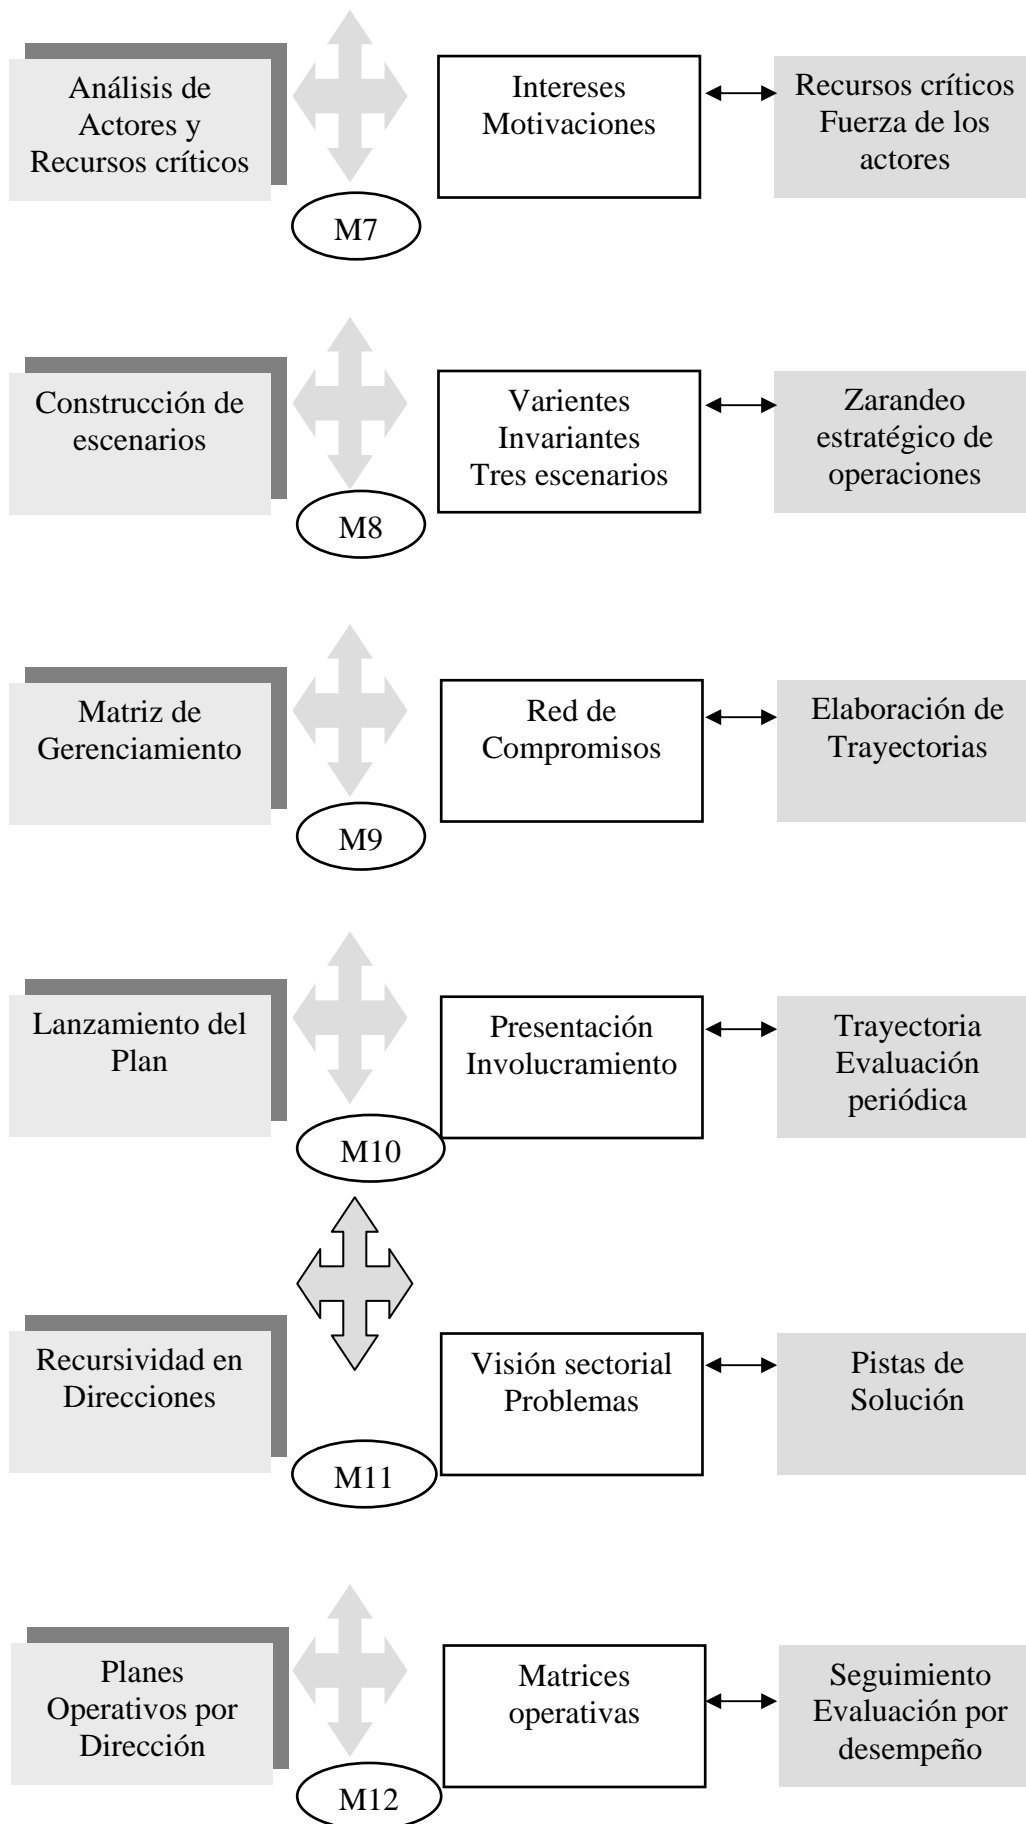 Análisis de
Actores y
Recursos críticos
M7
Intereses
Motivaciones
Recursos críticos
Fuerza de los
actores
Construcción de
escenarios
M8
Varientes
Invariantes
Tres escenarios
Zarandeo
estratégico de
operaciones
Matriz de
Gerenciamiento
M9
Red de
Compromisos
Elaboración de
Trayectorias
Lanzamiento del
Plan
M10
Presentación
Involucramiento
Trayectoria
Evaluación
periódica
Recursividad en
Direcciones
M11
Visión sectorial
Problemas
Pistas de
Solución
Planes
Operativos por
Dirección
M12
Matrices
operativas
Seguimiento
Evaluación por
desempeño